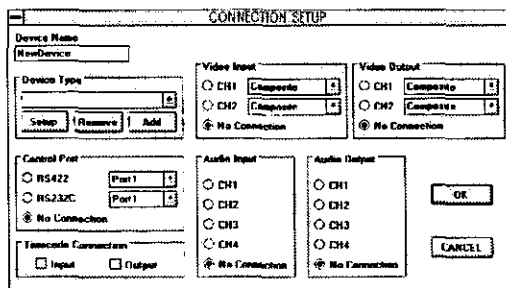 CONNECTION SETUP
Device Name
NewDevice
Device Type
Setup Remove Add
Video Input
CH1 Composite
CH2 Composite
No Connection
Video Output
CH1 Composite
CH2 Composite
No Connection
Control Port
RS422 Port1
RS232C Port1
No Connection
Timecode Connection
Input Output
Audio Input
CH1
CH2
CH3
CH4
No Connection
Audio Output
CH1
CH2
CH3
CH4
No Connection
OK
CANCEL